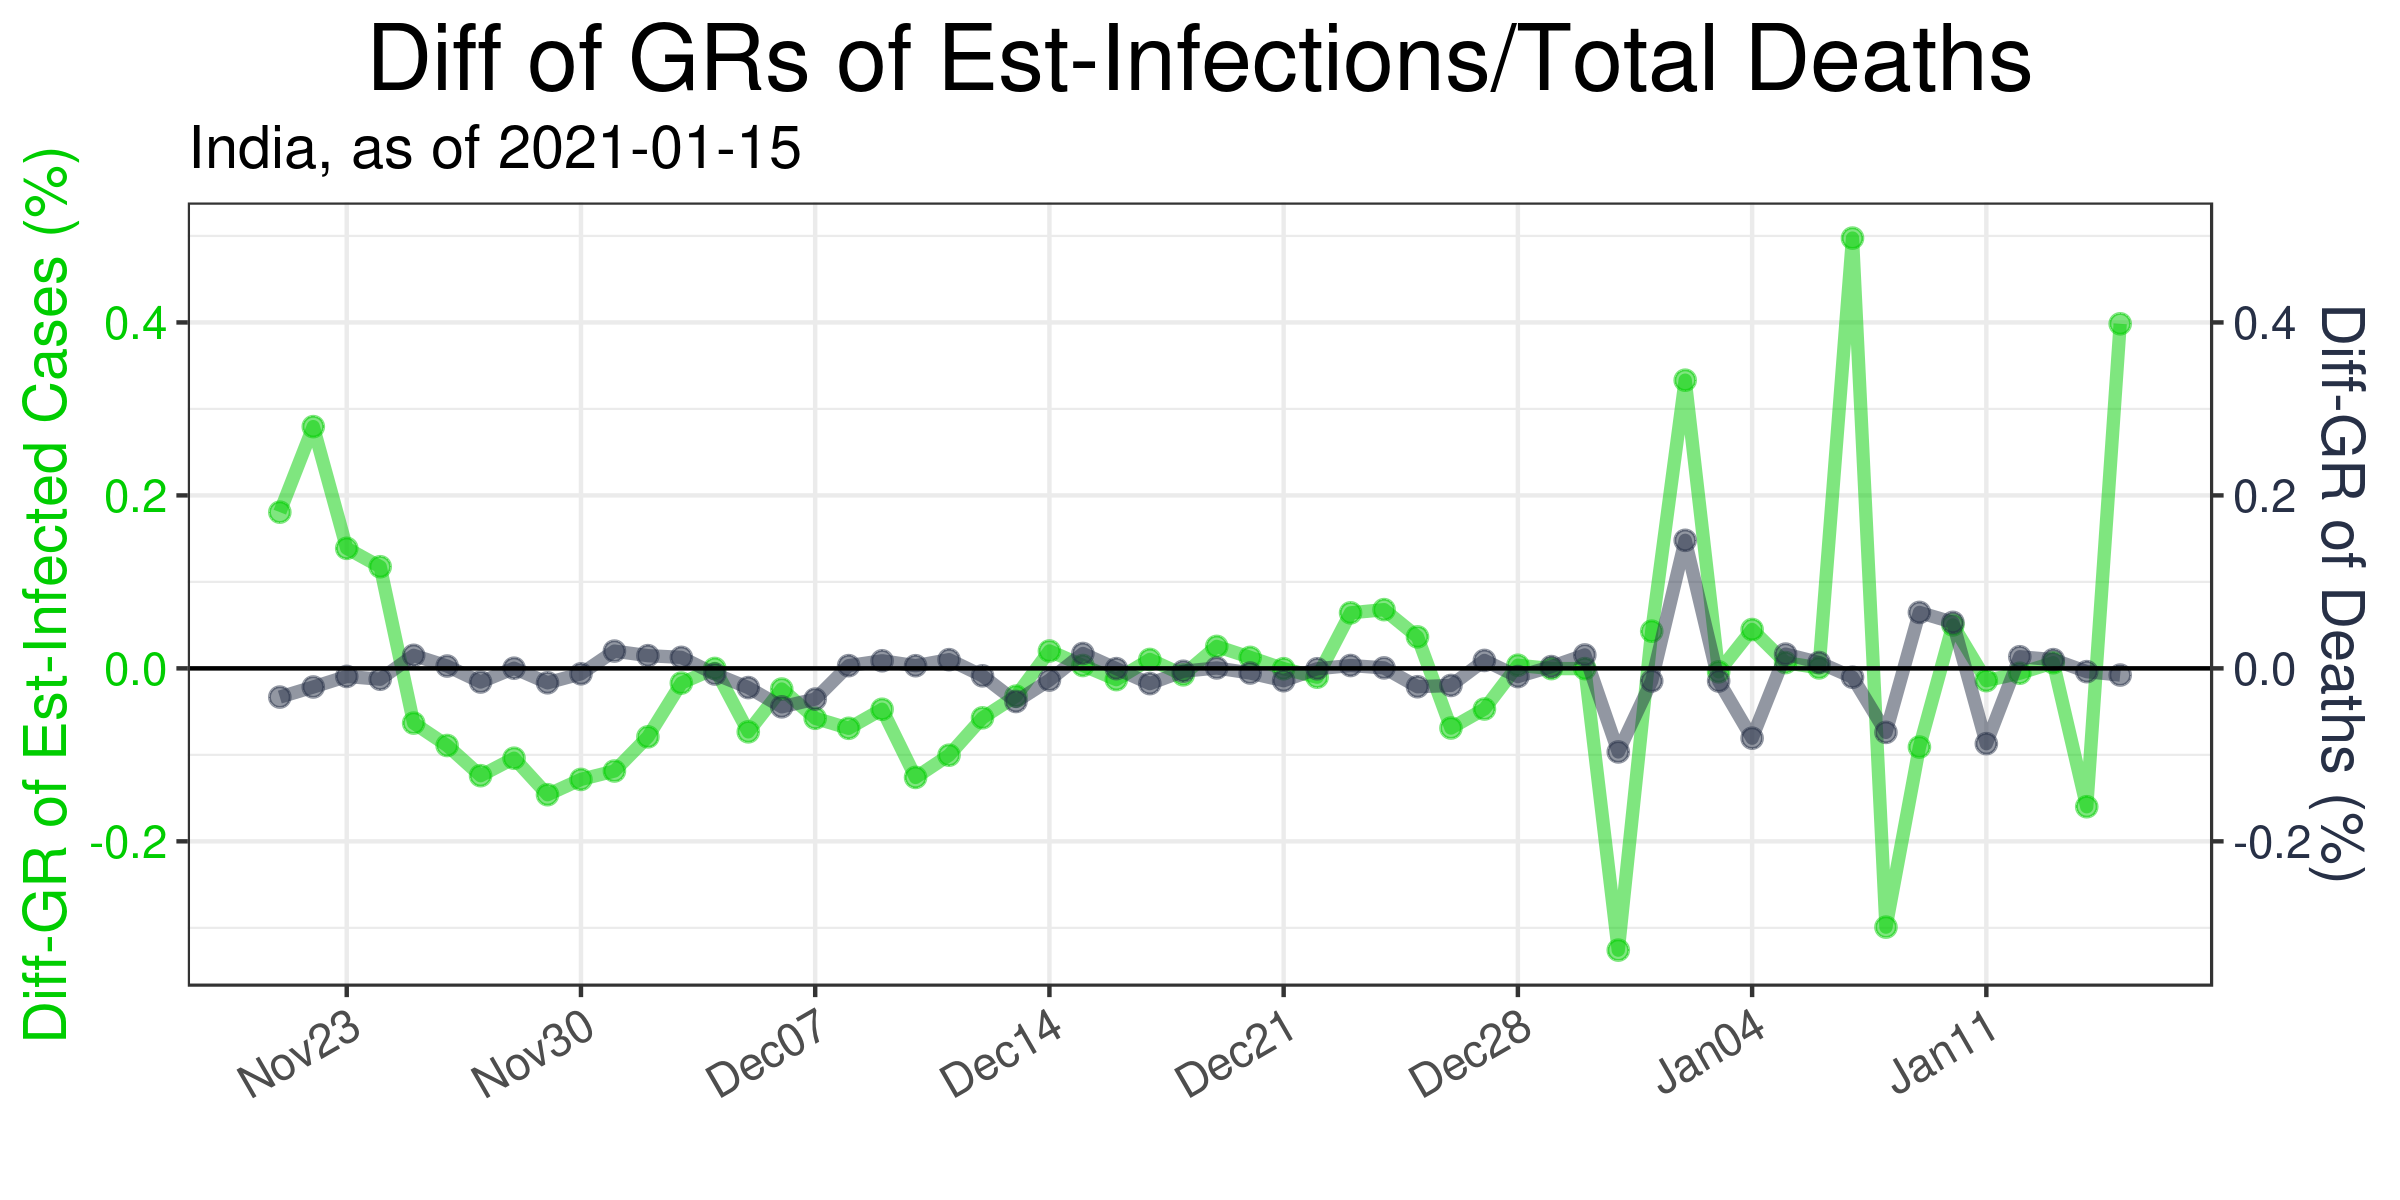 Diff of GRs of Est-Infections/Total Deaths
India, as of 2021-01-15
Diff-GR of Est-Infected Cases (%)
0.4
0.2
0.0
-0.2
0.4
0.2
0.0
-0.2
Diff-GR of Deaths (%)
Nov23
Nov30
Dec07
Dec14
Dec21
Dec28
Jan04
Jan11